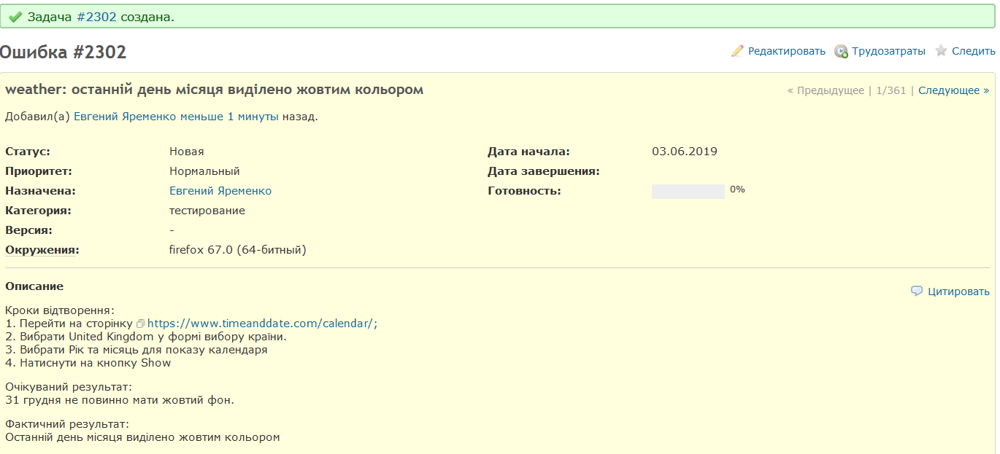 Задача #2302 создана.
Ошибка #2302
Редактировать Трудозатраты Следить
weather: останній день місяця виділено жовтим кольором
« Предыдущее | 1/361 | Следующее »
Добавил(а) Евгений Яременко меньше 1 минуты назад.
Статус: Новая Дата начала: 03.06.2019
Приоритет: Нормальный Дата завершения:
Назначена: Евгений Яременко Готовность: 0%
Категория: тестирование
Версия: -
Окружения: firefox 67.0 (64-битный)
Описание
Цитировать
Кроки відтворення:
1. Перейти на сторінку https://www.timeanddate.com/calendar/;
2. Вибрати United Kingdom у формі вибору країни.
3. Вибрати Рік та місяць для показу календаря
4. Натиснути на кнопку Show
Очікуваний результат:
31 грудня не повинно мати жовтий фон.
Фактичний результат:
Останній день місяця виділено жовтим кольором